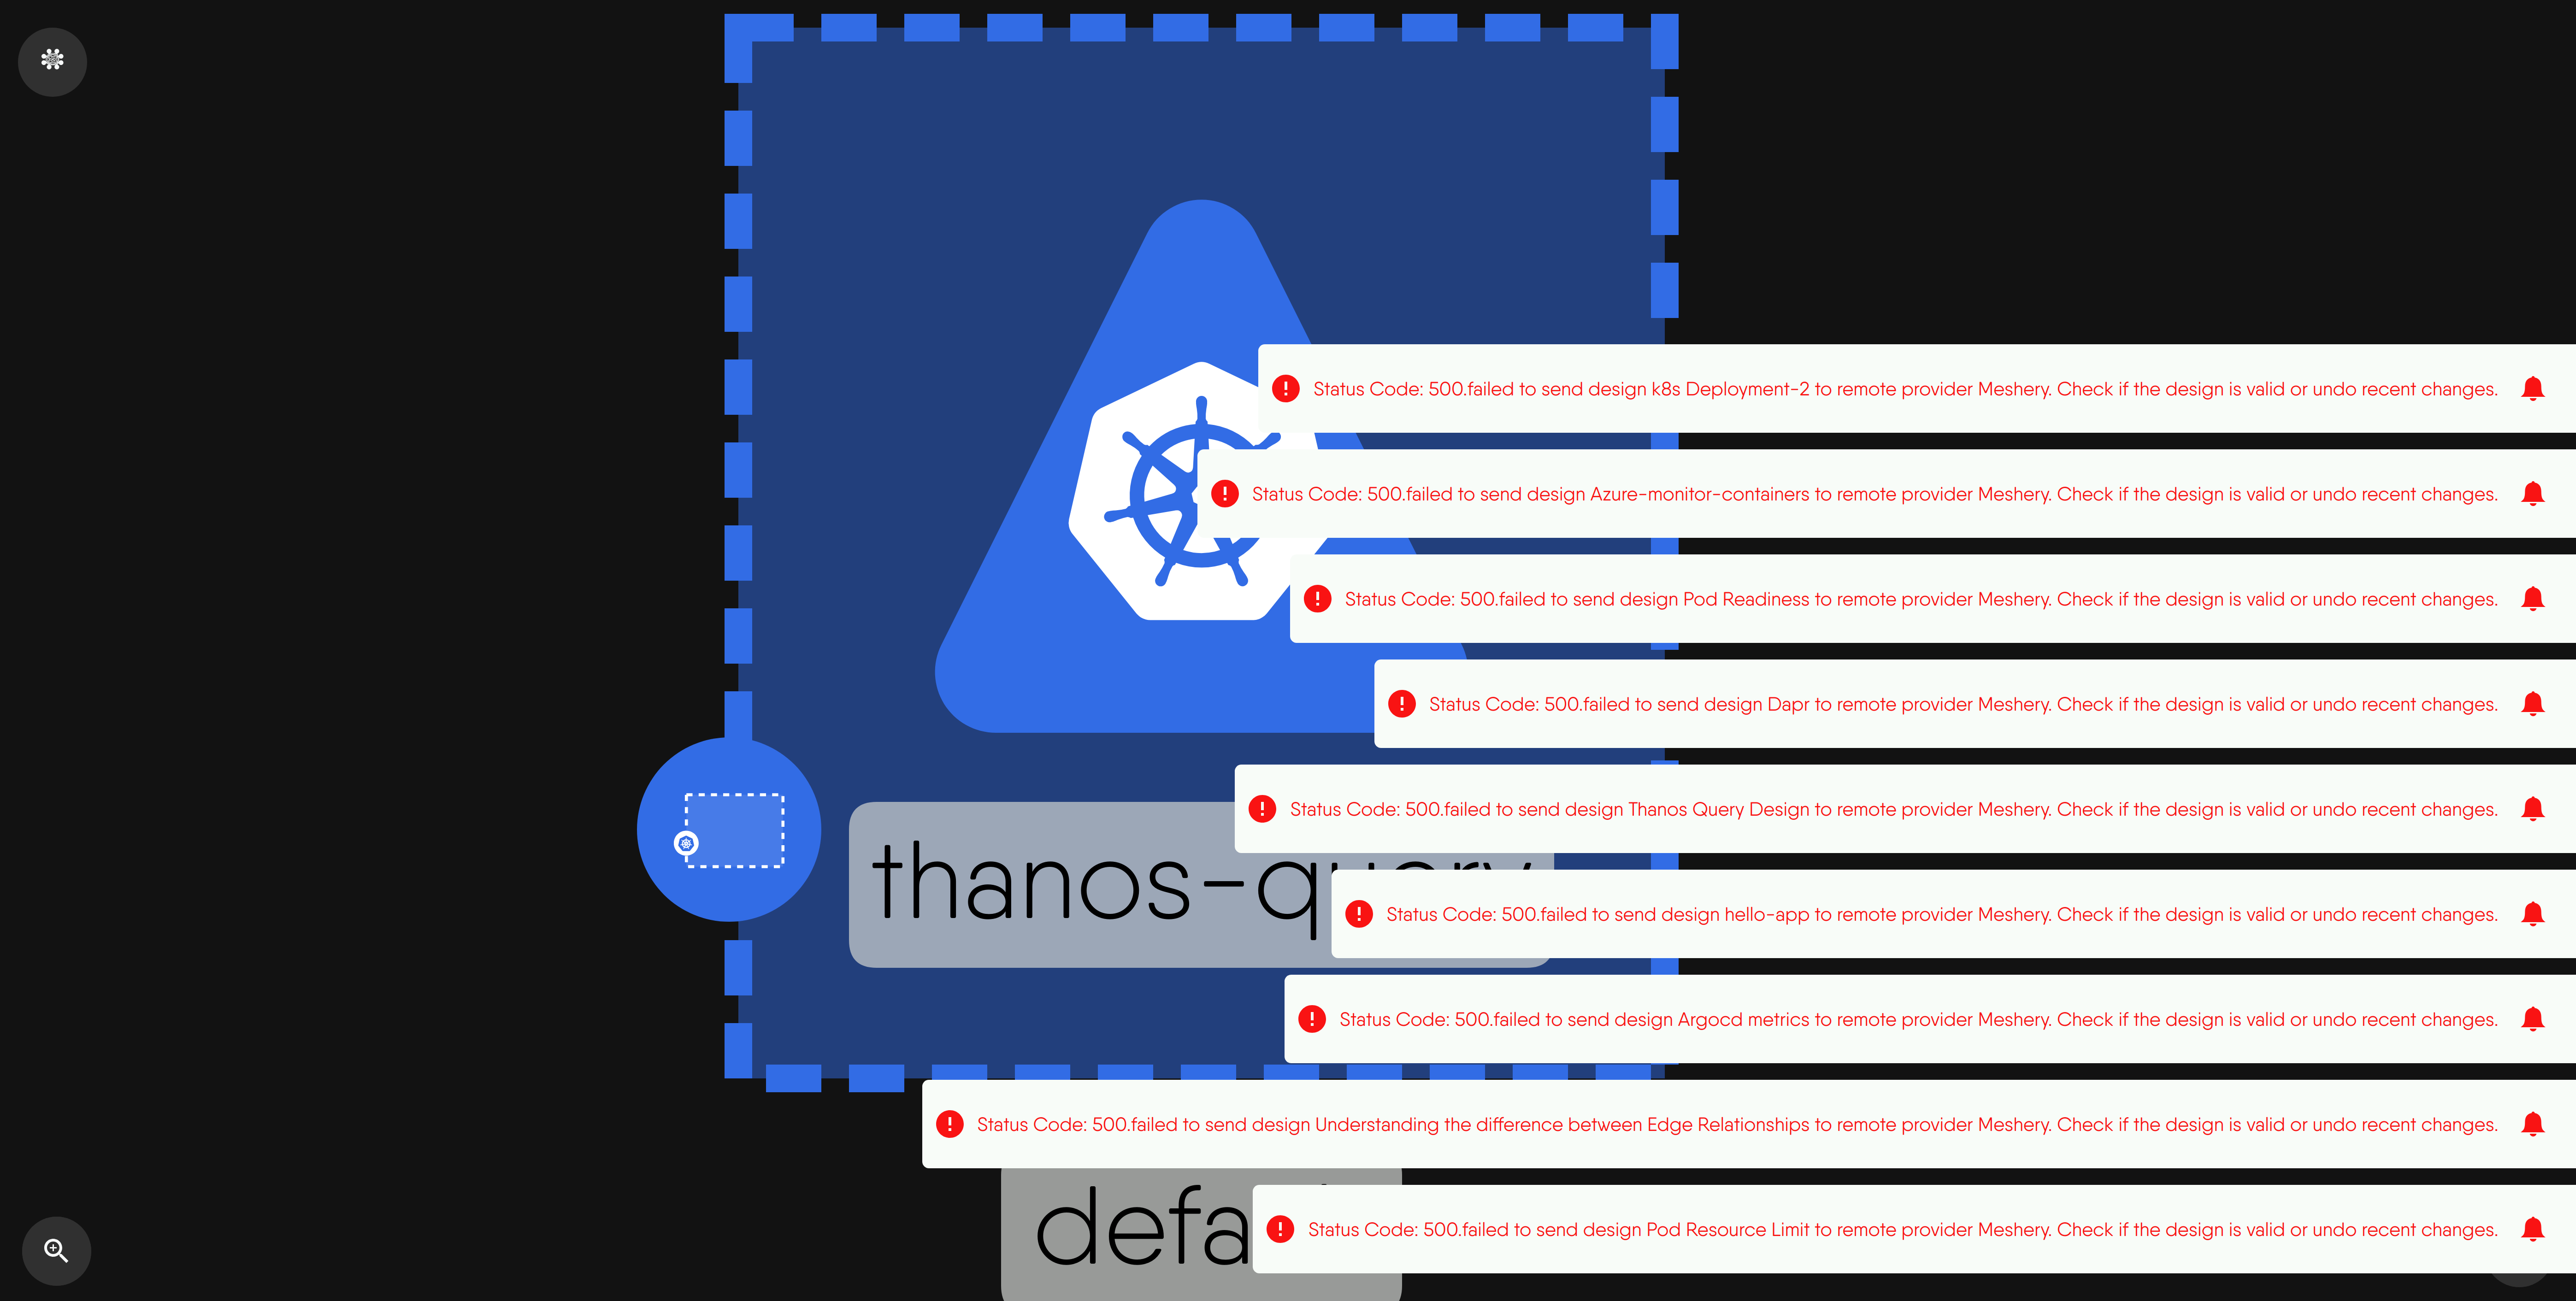 Status Code: 500.failed to send design k8s Deployment-2 to remote provider Meshery. Check if the design is valid or undo recent changes.
Status Code: 500.failed to send design Azure-monitor-containers to remote provider Meshery. Check if the design is valid or undo recent changes.
Status Code: 500.failed to send design Pod Readiness to remote provider Meshery. Check if the design is valid or undo recent changes.
Status Code: 500.failed to send design Dapr to remote provider Meshery. Check if the design is valid or undo recent changes.
Status Code: 500.failed to send design Thanos Query Design to remote provider Meshery. Check if the design is valid or undo recent changes.
thanos-query
Status Code: 500.failed to send design hello-app to remote provider Meshery. Check if the design is valid or undo recent changes.
Status Code: 500.failed to send design Argocd metrics to remote provider Meshery. Check if the design is valid or undo recent changes.
Status Code: 500.failed to send design Understanding the difference between Edge Relationships to remote provider Meshery. Check if the design is valid or undo recent changes.
defa
Status Code: 500.failed to send design Pod Resource Limit to remote provider Meshery. Check if the design is valid or undo recent changes.